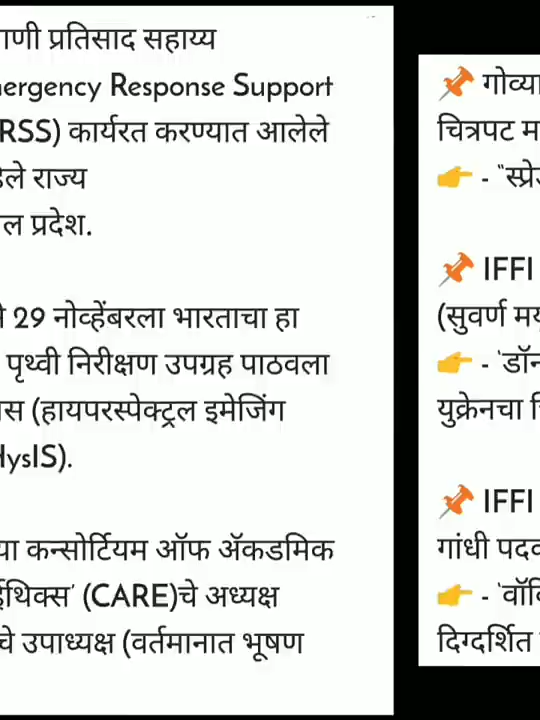 ाणी प्रतिसाद सहाय्य
ergency Response Support
RSS) कार्यरत करण्यात आलेले
ले राज्य
ल प्रदेश.
29 नोव्हेंबरला भारताचा हा
पृथ्वी निरीक्षण उपग्रह पाठवला
स (हायपरस्पेक्ट्रल इमेजिंग
HysIS).
या कन्सोर्टियम ऑफ ॲकडमिक
ईथिक्स' (CARE)चे अध्यक्ष
चे उपाध्यक्ष (वर्तमानात भूषण
📌 गोव्या
चित्रपट म
👉 - "स्प्रे
📌 IFFI
(सुवर्ण मय
👉 - 'डॉन
युक्रेनचा
📌 IFFI
गांधी पदव
👉 - 'वॉकि
दिग्दर्शित